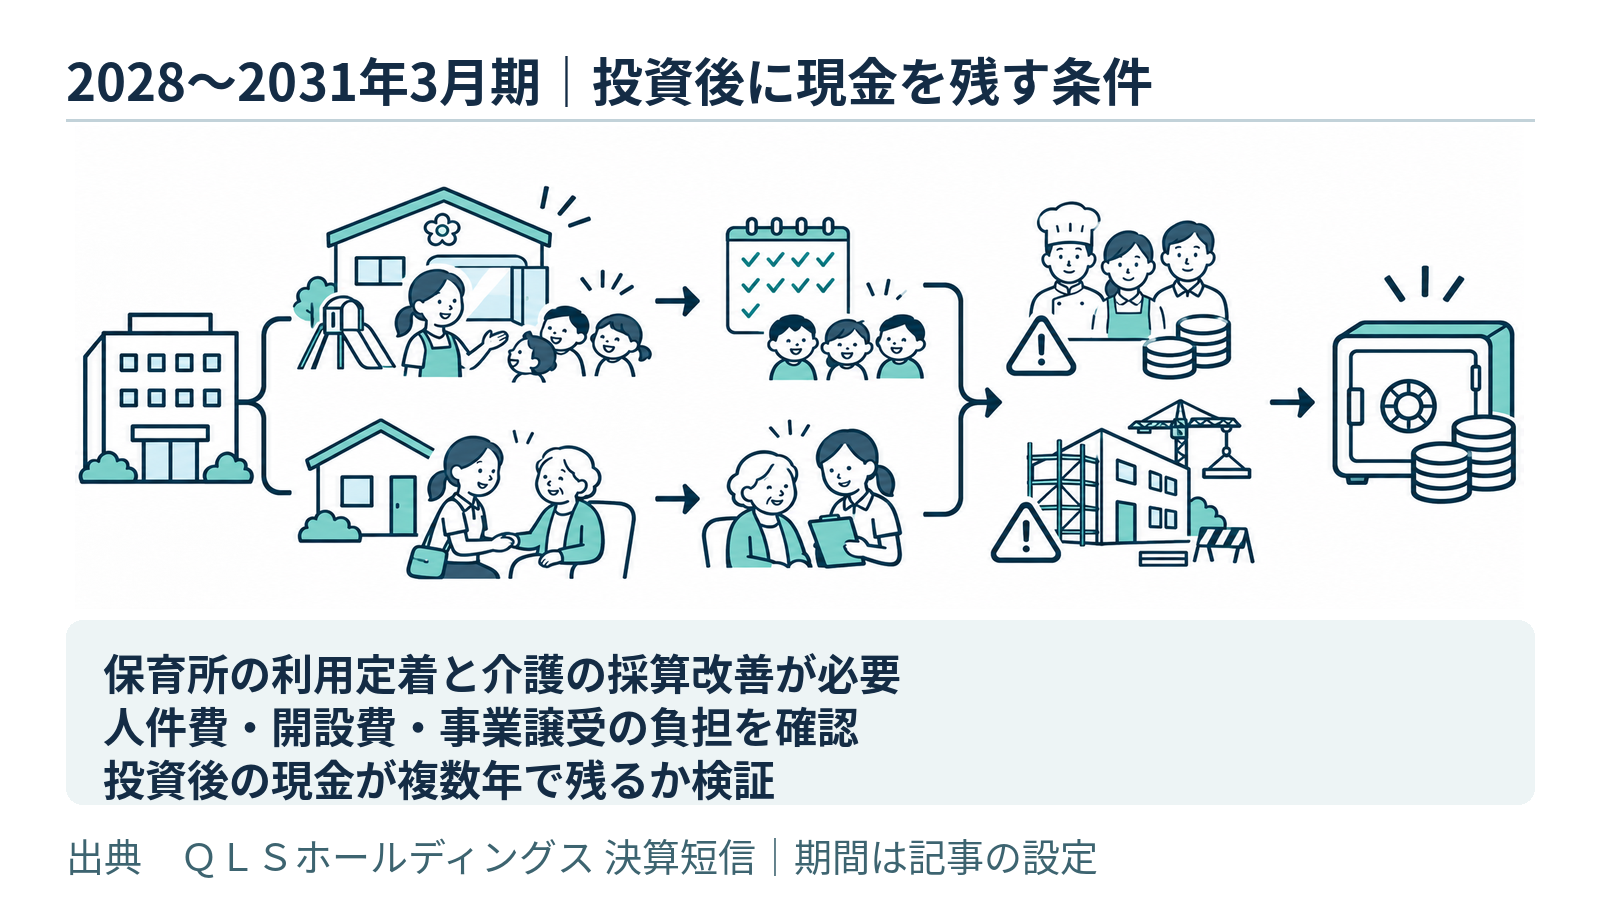 2028〜2031年3月期｜投資後に現金を残す条件
保育所の利用定着と介護の採算改善が必要
人件費・開設費・事業譲受の負担を確認
投資後の現金が複数年で残るか検証
出典　ＱＬＳホールディングス 決算短信｜期間は記事の設定